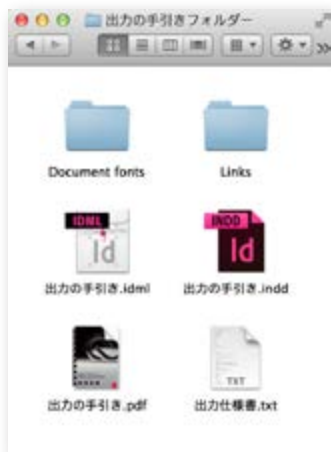 出力の手引きフォルダー
Document fonts
Links
IDML
Id
INDD
Id
出力の手引き.idml
出力の手引き.indd
TXT
出力の手引き.pdf
出力仕様書.txt